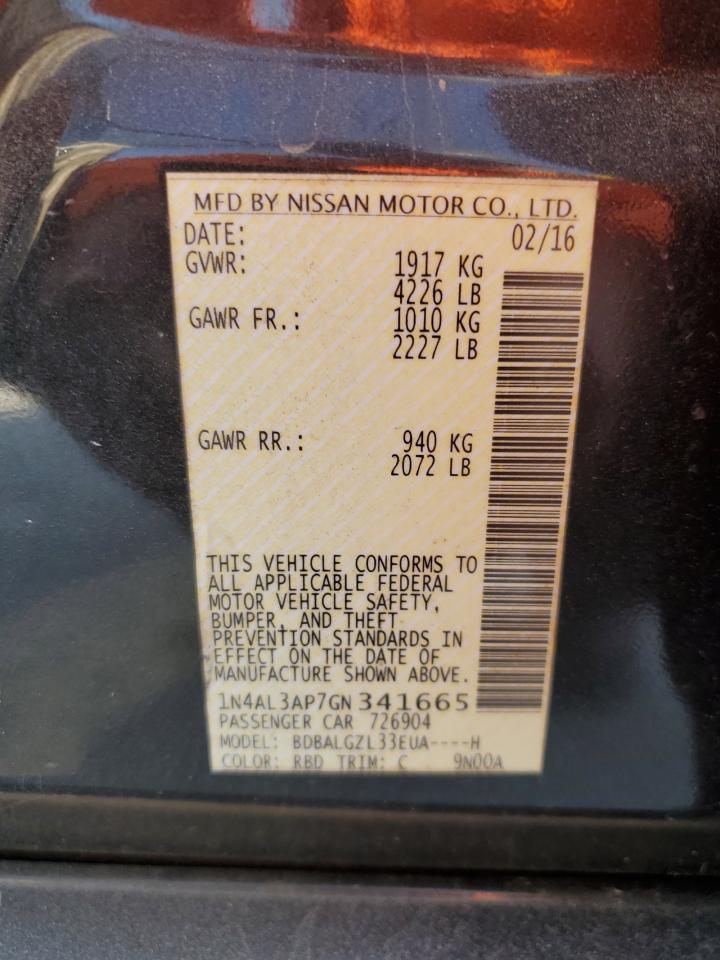 MFD BY NISSAN MOTOR CO., LTD.
DATE: 02/16
GVWR: 1917 KG
4226 LB
GAWR FR.: 1010 KG
2227 LB
GAWR RR.: 940 KG
2072 LB
THIS VEHICLE CONFORMS TO
ALL APPLICABLE FEDERAL
MOTOR VEHICLE SAFETY,
BUMPER, AND THEFT
PREVENTION STANDARDS IN
EFFECT ON THE DATE OF
MANUFACTURE SHOWN ABOVE.
1N4AL3AP7GN 341665
PASSENGER CAR 726904
MODEL: BDBALGZL33EUA----H
COLOR: RBD TRIM: C 9N00A